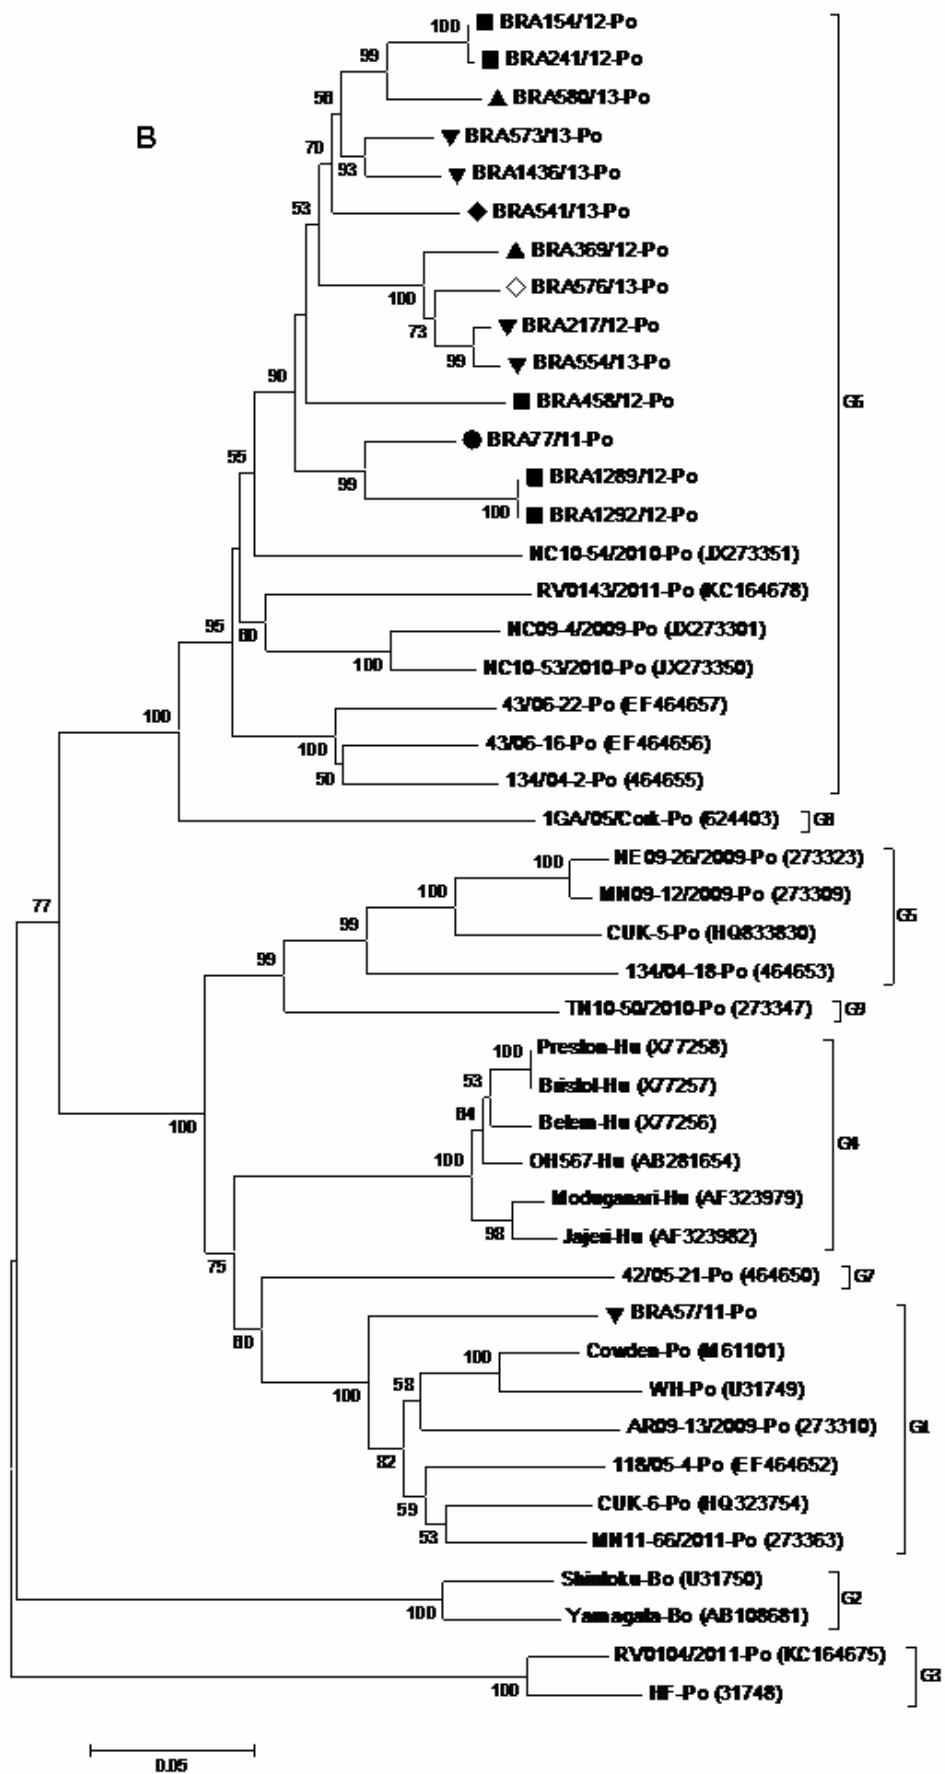 B
100
BRA154/12-Po
BRA241/12-Po
99
BRA580/13-Po
58
BRA573/13-Po
93
BRA1436/13-Po
70
BRA541/13-Po
53
BRA369/12-Po
100
BRA576/13-Po
73
BRA217/12-Po
99
BRA554/13-Po
BRA458/12-Po
G6
90
BRA77/11-Po
99
BRA1289/12-Po
100
BRA1292/12-Po
55
NC10-54/2010-Po (JX273351)
RV0143/2011-Po (KC164678)
95
80
NC09-4/2009-Po (JX273301)
100
NC10-53/2010-Po (JX273350)
43/06-22-Po (EF464657)
100
43/06-16-Po (EF464656)
50
134/04-2-Po (464655)
100
1GA/05/Cork-Po (624403)
G8
100
NE09-26/2009-Po (273323)
MN09-12/2009-Po (273309)
100
CUK-5-Po (HQ833830)
G5
99
134/04-18-Po (464653)
99
TN10-50/2010-Po (273347)
G9
77
100
Preston-Hu (X77258)
Bristol-Hu (X77257)
53
Belem-Hu (X77256)
84
OH567-Hu (AB281654)
G4
100
Moduganari-Hu (AF323979)
98
Jajeri-Hu (AF323982)
100
75
42/05-21-Po (464650)
G7
80
BRA57/11-Po
100
Cowden-Po (M61101)
100
WH-Po (U31749)
58
AR09-13/2009-Po (273310)
G1
82
118/05-4-Po (EF464652)
59
CUK-6-Po (HQ323754)
53
MN11-66/2011-Po (273363)
Shintoku-Bo (U31750)
G2
100
Yamagata-Bo (AB108681)
RV0104/2011-Po (KC164675)
G3
100
HF-Po (31748)
0.05